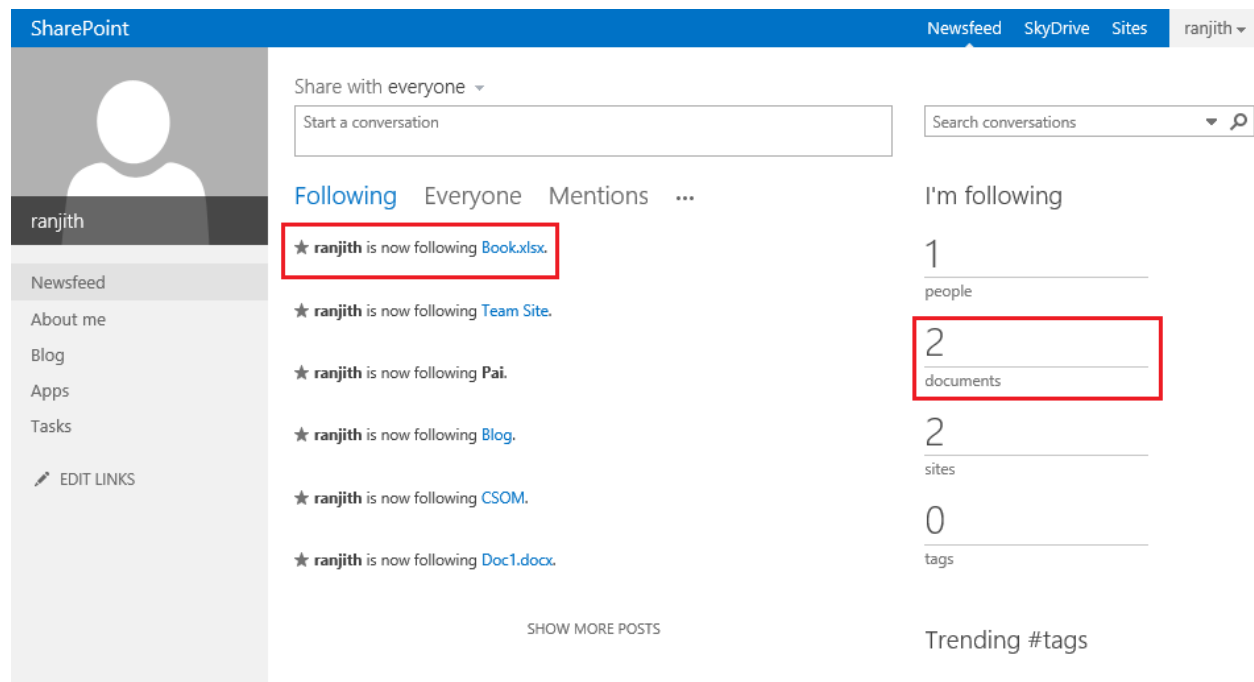 SharePoint
Newsfeed SkyDrive Sites ranjith
ranjith
Newsfeed
About me
Blog
Apps
Tasks
EDIT LINKS
Share with everyone
Start a conversation
Following Everyone Mentions ...
ranjith is now following Book.xlsx.
ranjith is now following Team Site.
ranjith is now following Pai.
ranjith is now following Blog.
ranjith is now following CSOM.
ranjith is now following Doc1.docx.
SHOW MORE POSTS
Search conversations
I'm following
1
people
2
documents
2
sites
0
tags
Trending #tags